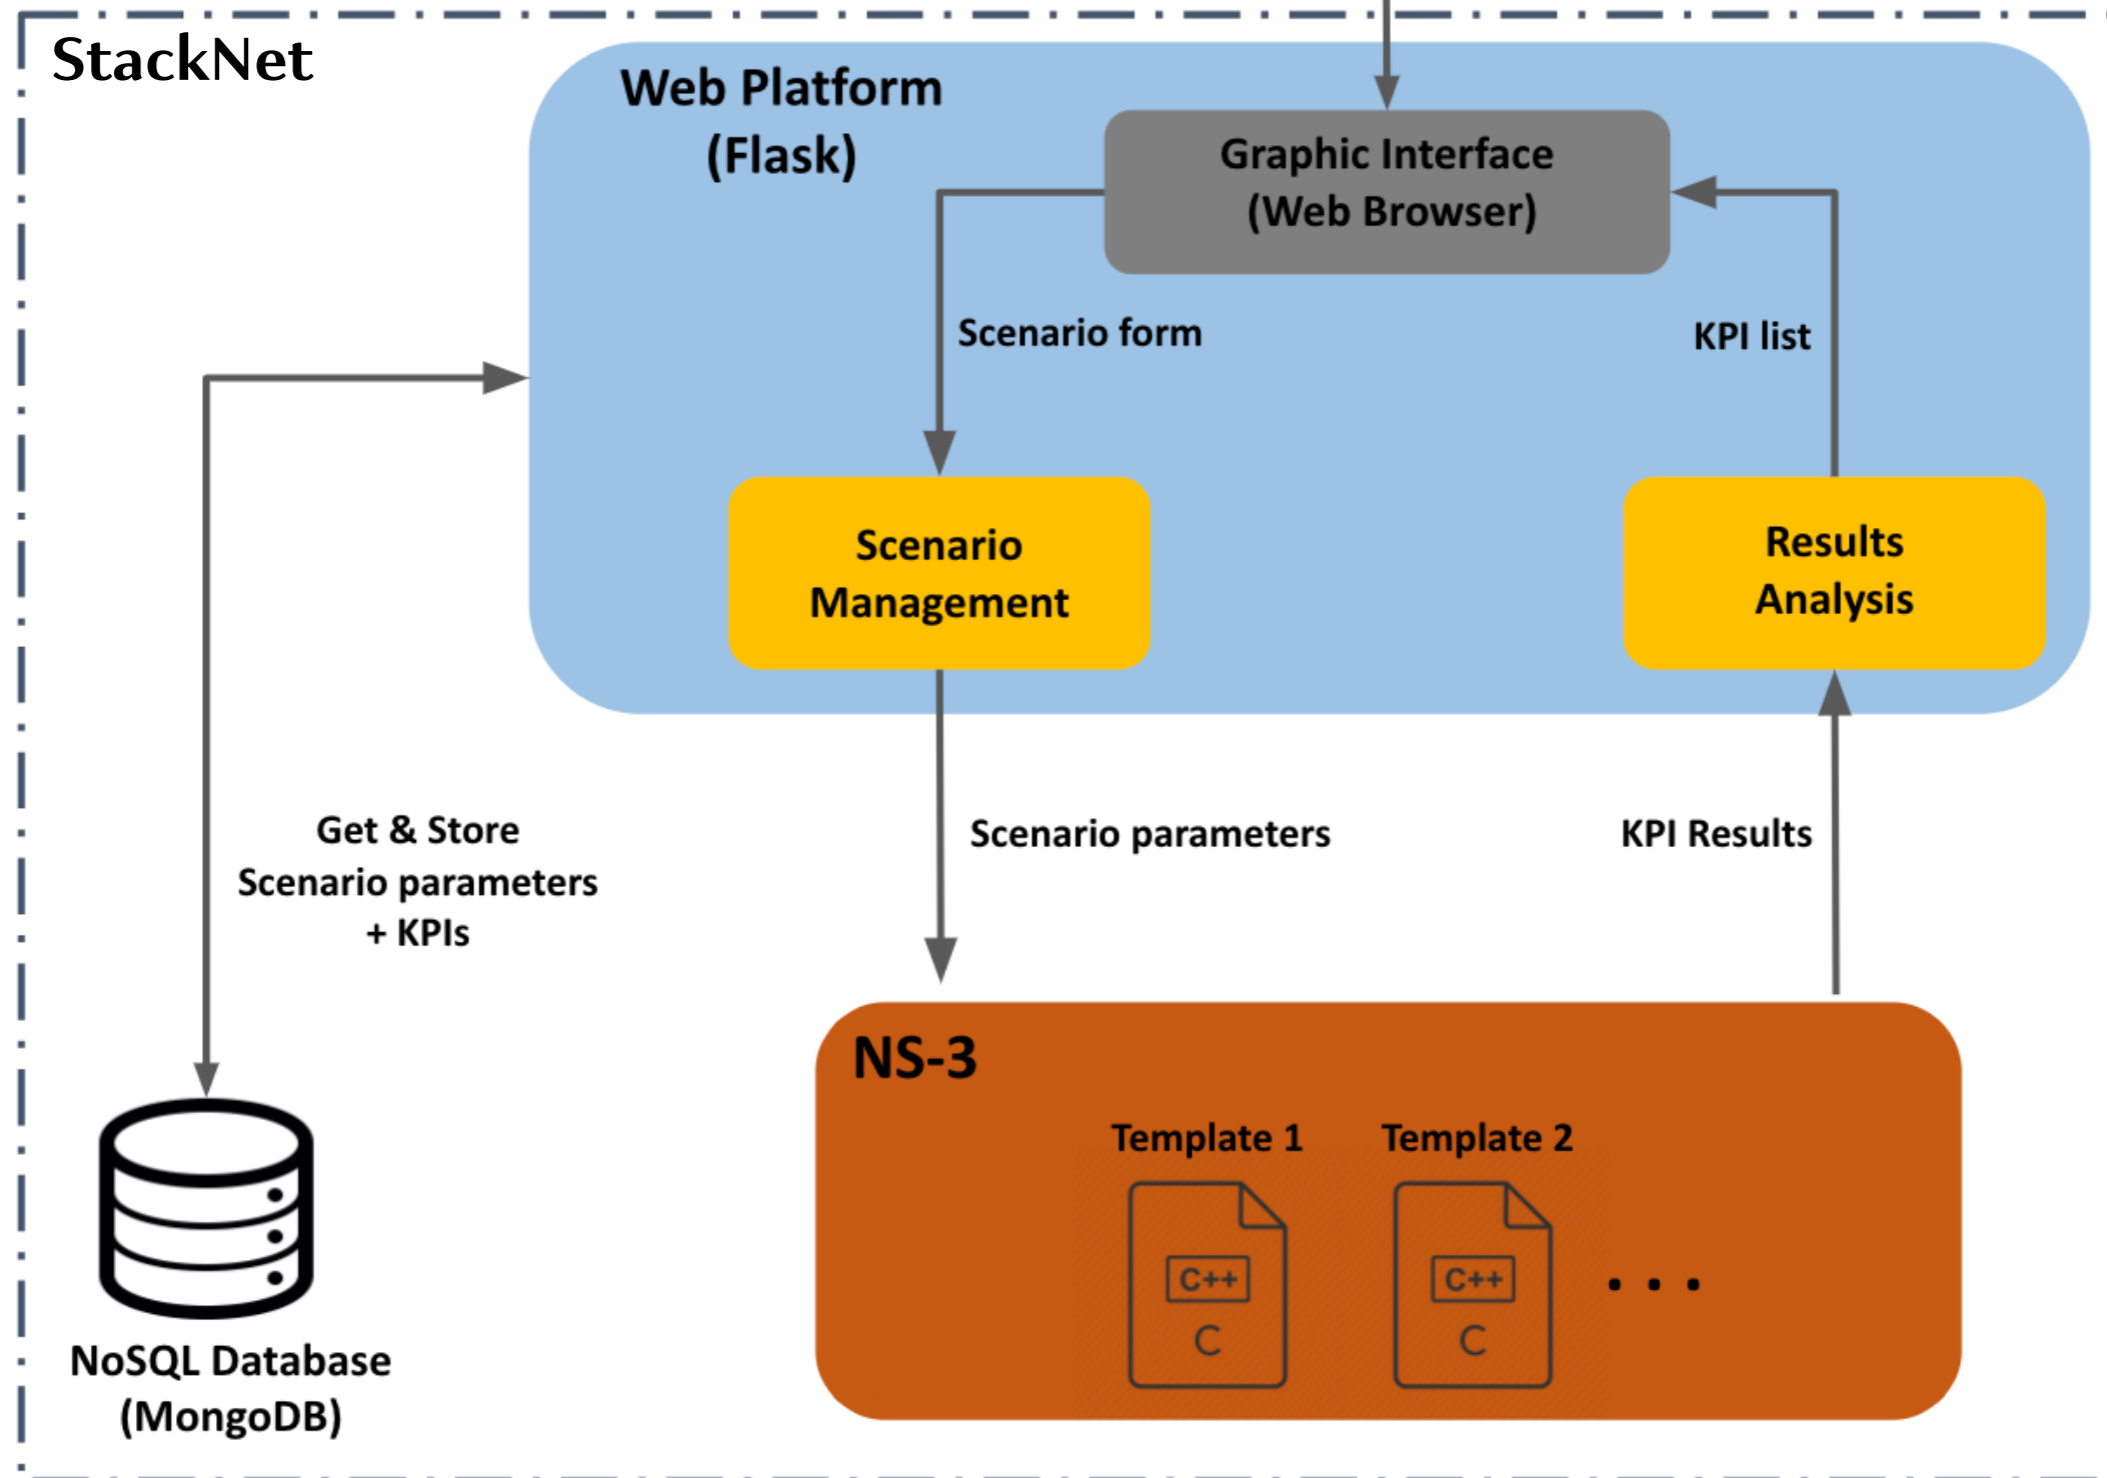 StackNet
Web Platform
(Flask)
Graphic Interface
(Web Browser)
Scenario form
KPI list
Scenario
Management
Results
Analysis
Get & Store
Scenario parameters
+ KPIs
Scenario parameters
KPI Results
NS-3
Template 1
Template 2
C++
C
C++
C
...
NoSQL Database
(MongoDB)